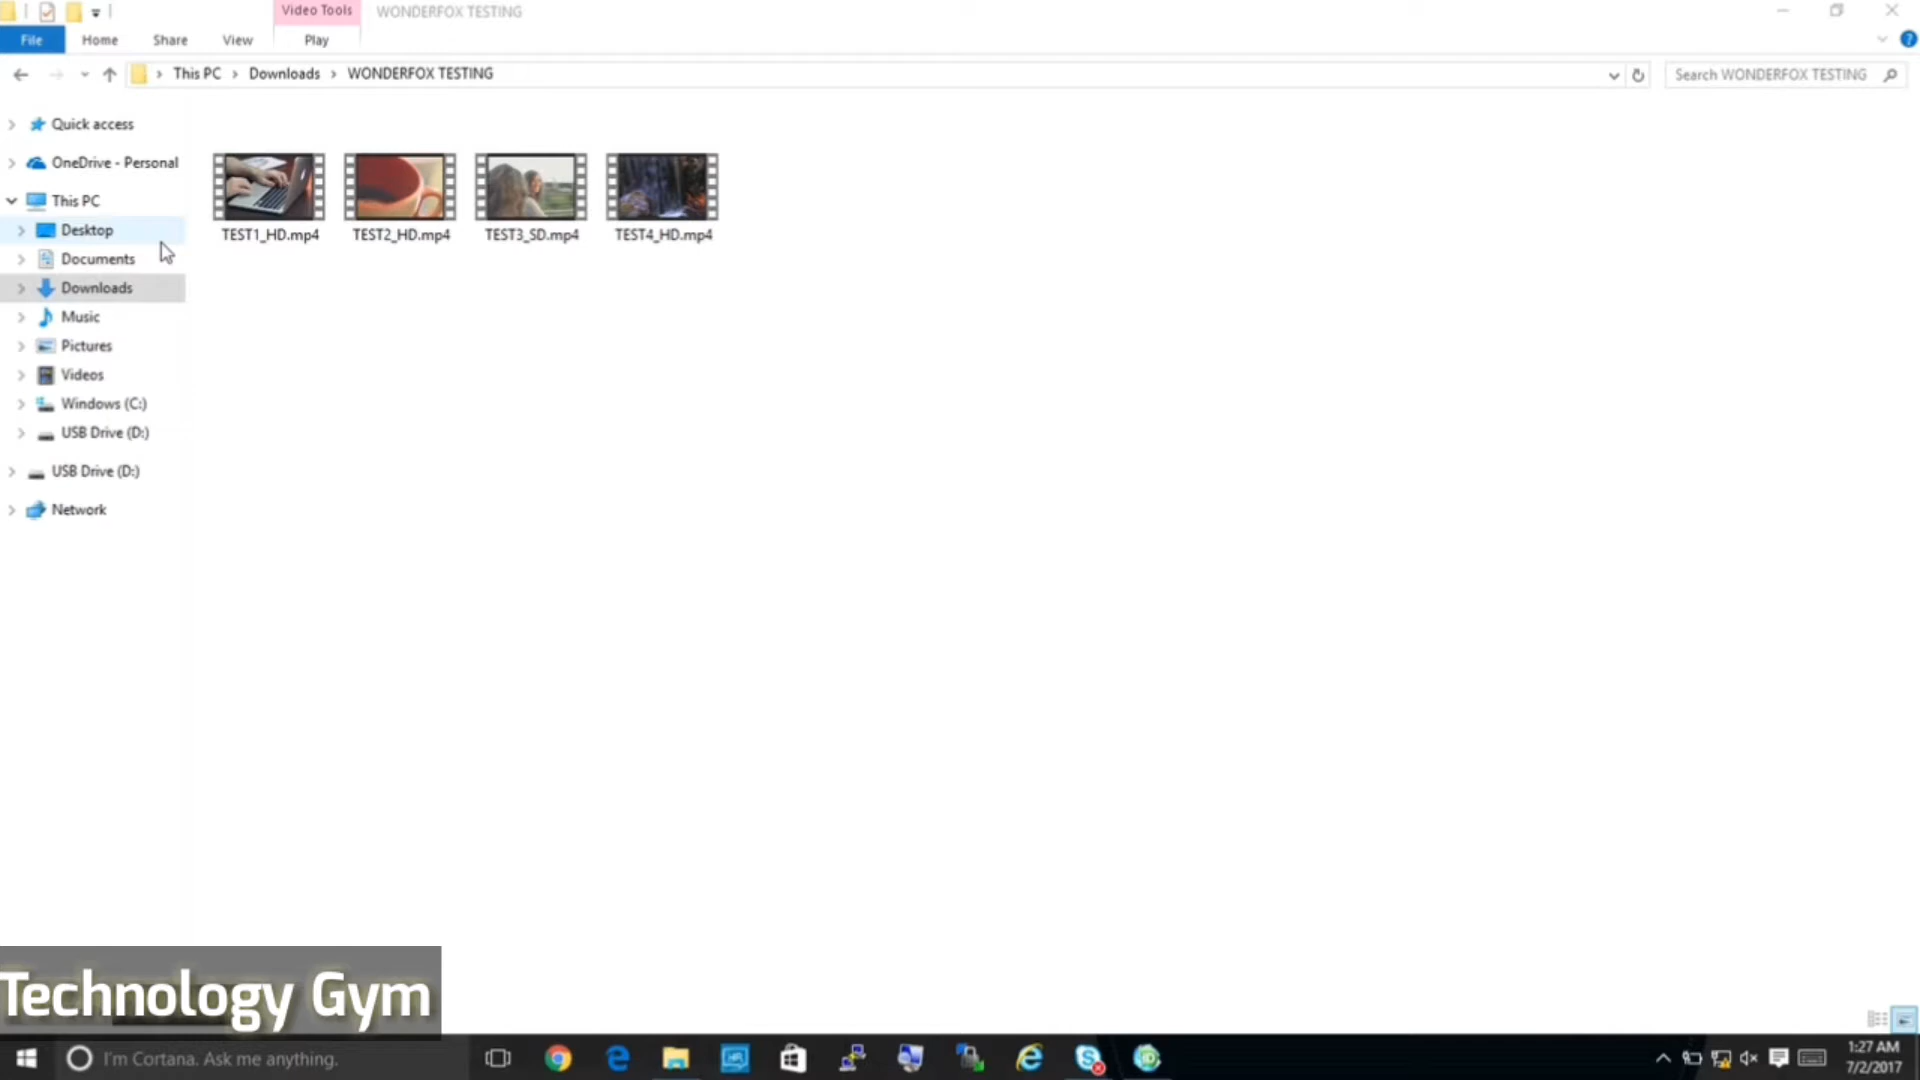 Video Tools
WONDERFOX TESTING
File
Home
Share
View
Play
This PC
Downloads
WONDERFOX TESTING
Search WONDERFOX TESTING
Quick access
OneDrive - Personal
This PC
Desktop
Documents
Downloads
Music
Pictures
Videos
Windows (C:)
USB Drive (D:)
USB Drive (D:)
Network
TEST1_HD.mp4
TEST2_HD.mp4
TEST3_SD.mp4
TEST4_HD.mp4
Technology Gym
I'm Cortana. Ask me anything.
1:27 AM
7/2/2017